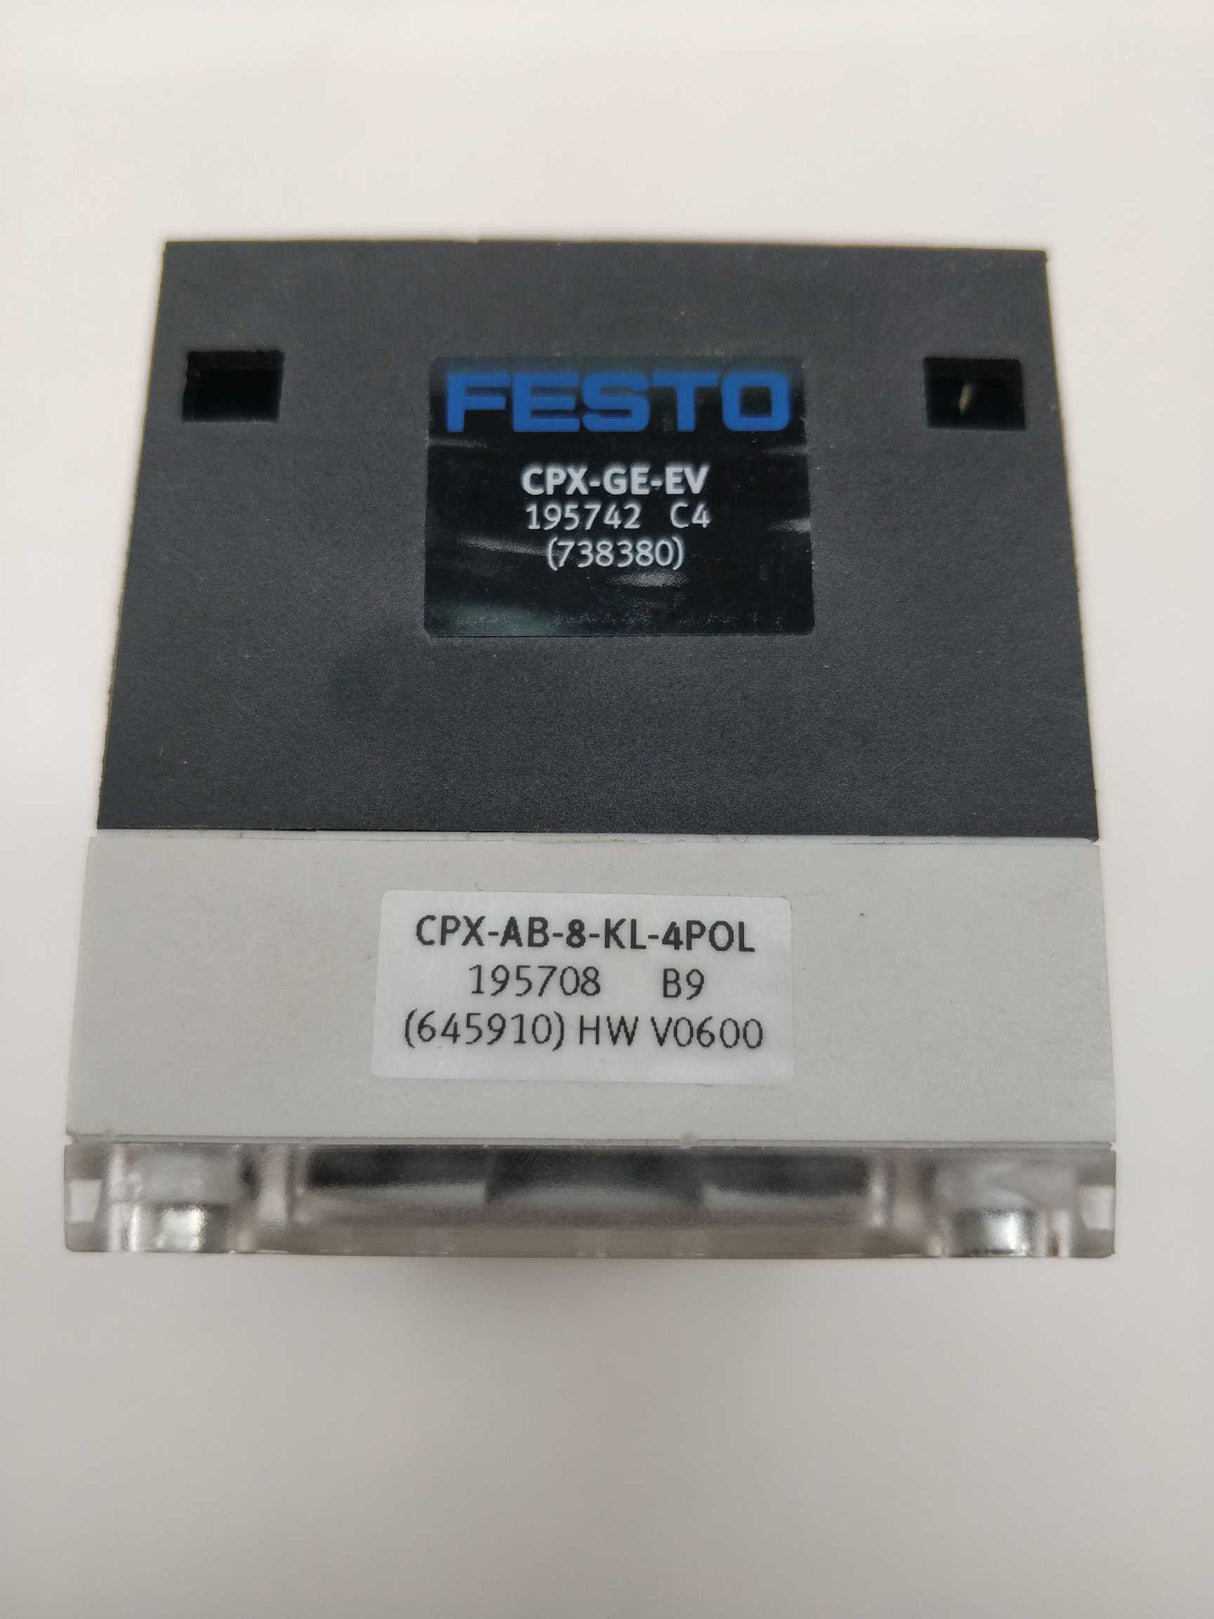 FESTO
CPX-GE-EV
195742 C4
(738380)
CPX-AB-8-KL-4POL
195708 B9
(645910) HW V0600